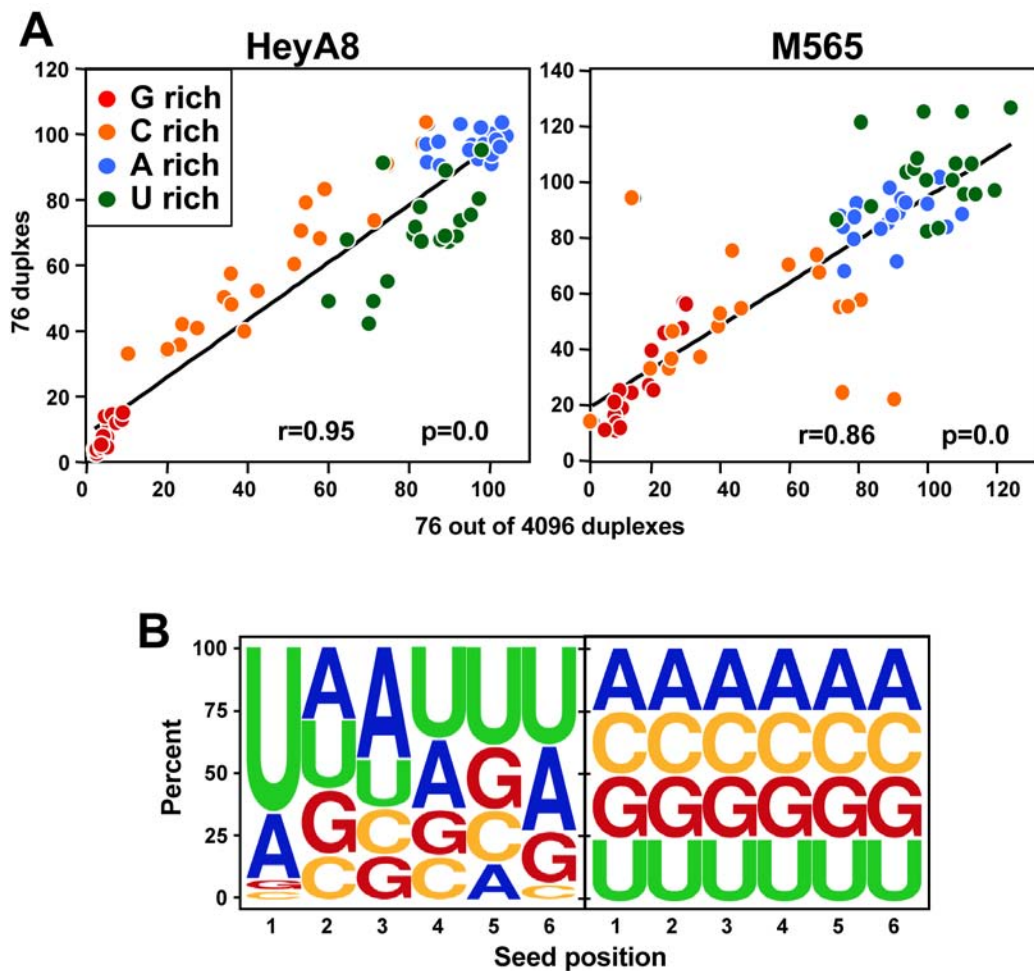 A
HeyA8
M565
G rich
C rich
A rich
U rich
76 duplxes
120
100
80
60
40
20
0
r=0.95 p=0.0
0 20 40 60 80 100
140
120
100
80
60
40
20
0
r=0.86 p=0.0
0 20 40 60 80 100 120
76 out of 4096 duplexes
B
Percent
100
75
50
25
0
U A A U U U
A U U A G A
G G C G C G
C C G C A C
1 2 3 4 5 6
A A A A A A
C C C C C C
G G G G G G
U U U U U U
1 2 3 4 5 6
Seed position